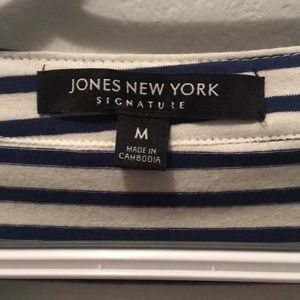 JONES NEW YORK
SIGNATURE
M
MADE IN
CAMBODIA